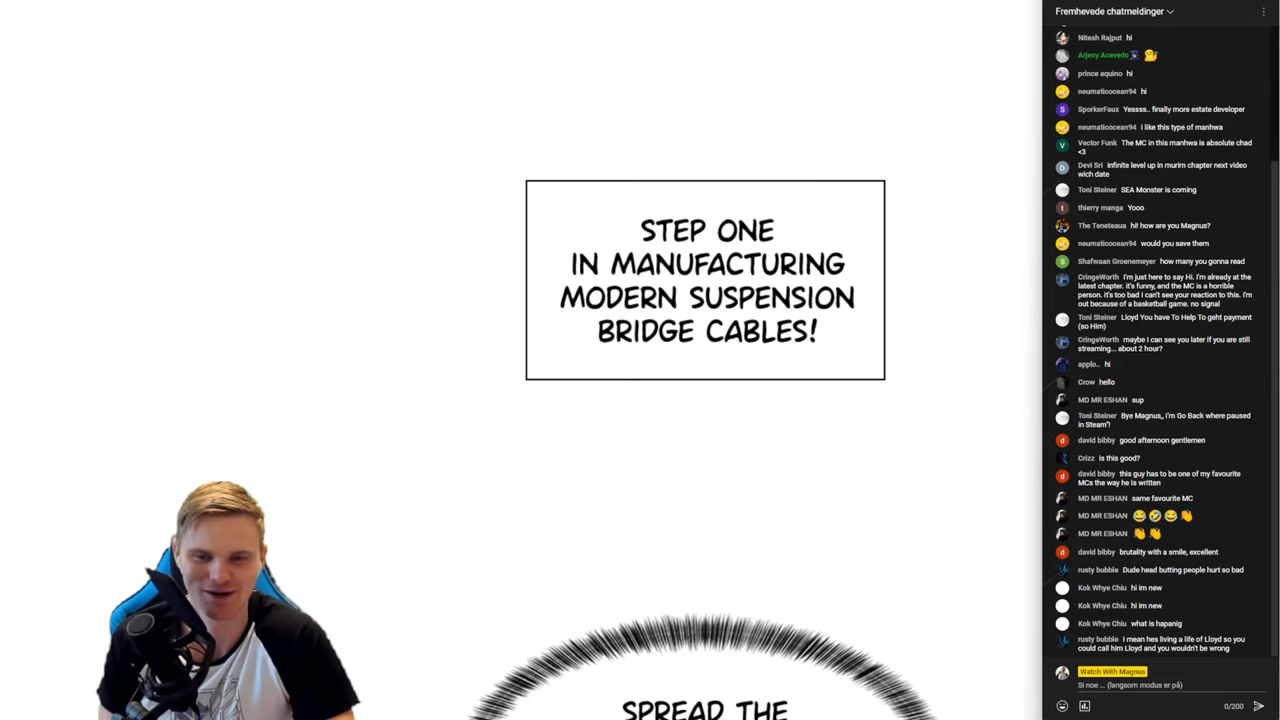 STEP ONE
IN MANUFACTURING
MODERN SUSPENSION
BRIDGE CABLES!
SPREAD THE
Fremhevede chatmeldinger
Nitesh Rajput hi
Arjeny Acevedo
prince aquino hi
neumaticocean94 hi
SporkerFaux Yessss.. finally more estate developer
neumaticocean94 i like this type of manhwa
Vector Funk The MC in this manhwa is absolute chad
<3
Devi Sri infinite level up in murim chapter next video
wich date
Toni Steiner SEA Monster is coming
thierry manga Yooo
The Teneteaua hi! how are you Magnus?
neumaticocean94 would you save them
Shafwaan Groenemeyer how many you gonna read
CringeWorth I'm just here to say Hi. I'm already at the
latest chapter. it's funny, and the MC is a horrible
person. it's too bad I can't see your reaction to this. I'm
out because of a basketball game. no signal
Toni Steiner Lloyd You have To Help To geht payment
(so Him)
CringeWorth maybe I can see you later if you are still
streaming... about 2 hour?
applo.. hi
Crow hello
MD MR ESHAN sup
Toni Steiner Bye Magnus,, I'm Go Back where paused
in Steam"!
david bibby good afternoon gentlemen
Crizz is this good?
david bibby this guy has to be one of my favourite
MCs the way he is written
MD MR ESHAN same favourite MC
MD MR ESHAN
MD MR ESHAN
david bibby brutality with a smile, excellent
rusty bubble Dude head butting people hurt so bad
Kok Whye Chiu hi im new
Kok Whye Chiu hi im new
Kok Whye Chiu what is hapanig
rusty bubble I mean hes living a life of Lloyd so you
could call him Lloyd and you wouldn't be wrong
Watch With Magnus
Si noe ... (langsom modus er på)
0/200